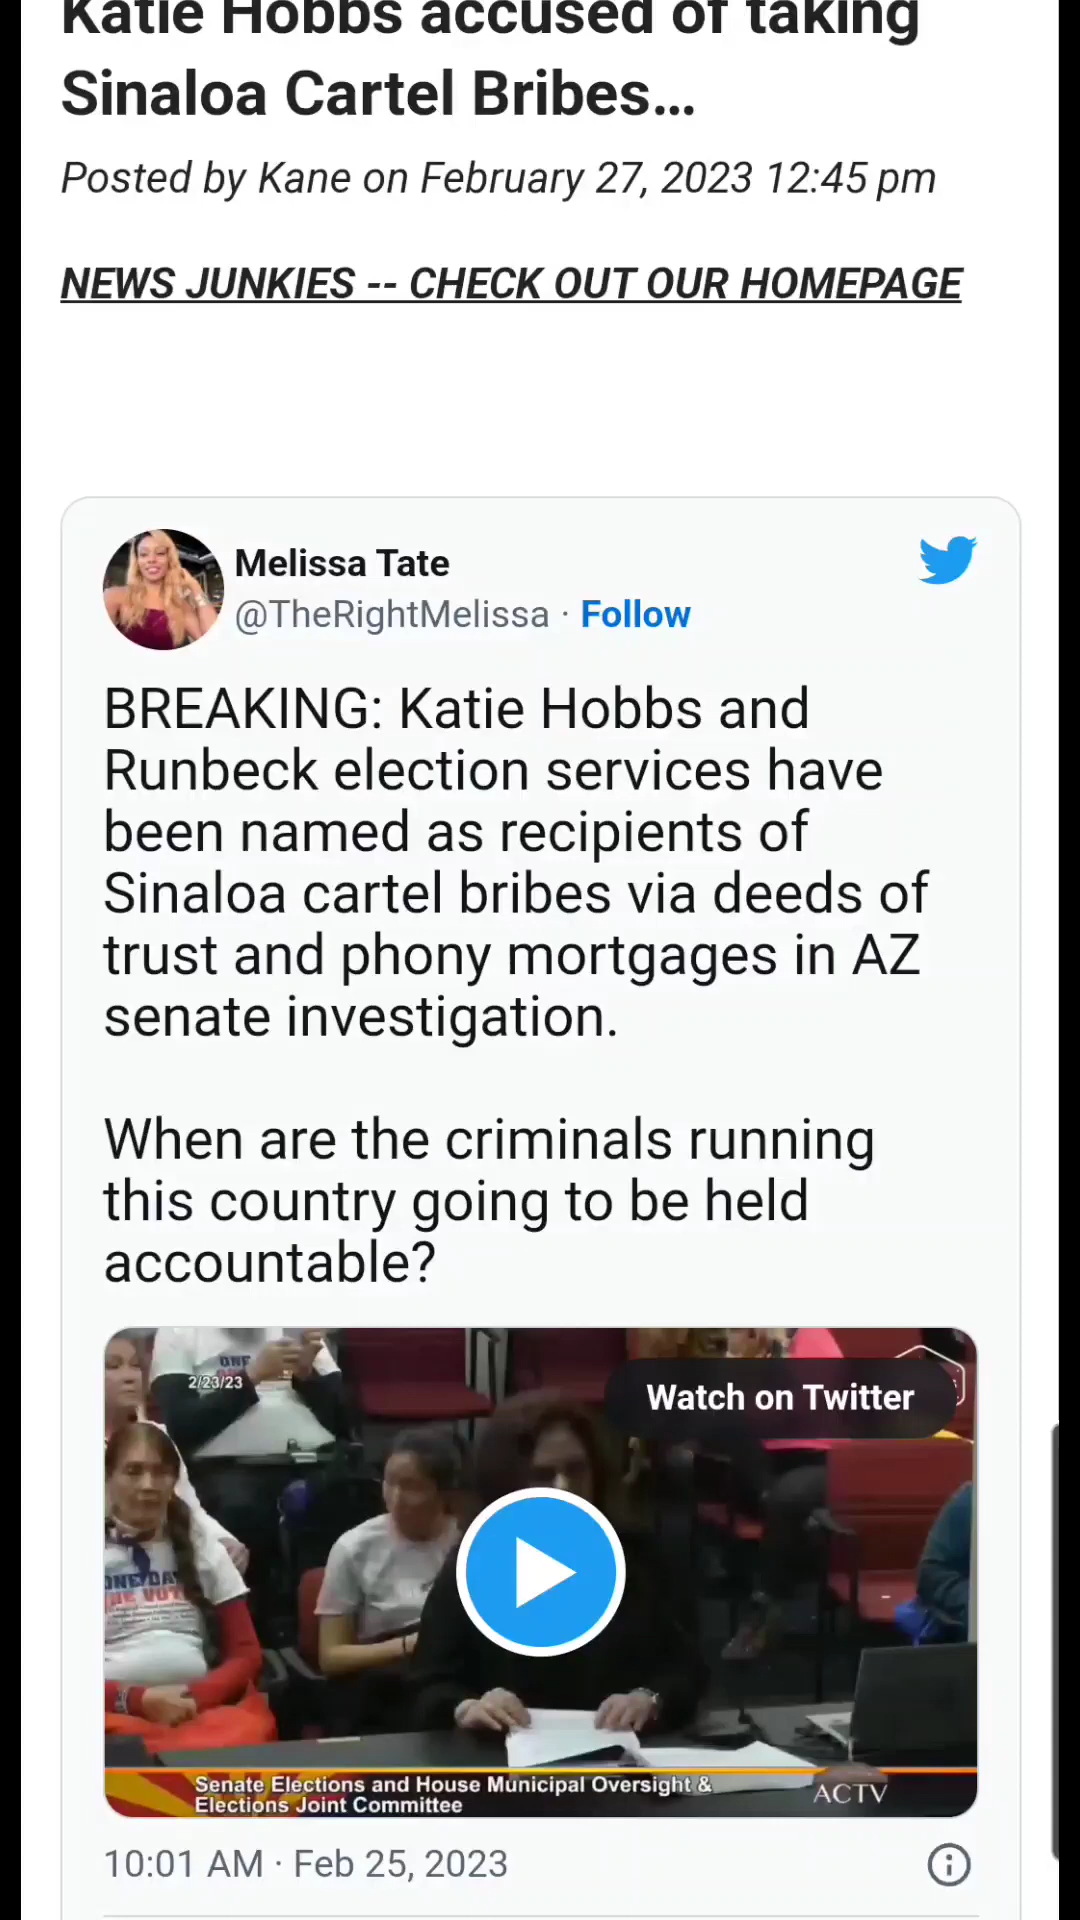 Katie Hobbs accused of taking
Sinaloa Cartel Bribes...
Posted by Kane on February 27, 2023 12:45 pm
NEWS JUNKIES -- CHECK OUT OUR HOMEPAGE
Melissa Tate
@TheRightMelissa · Follow
BREAKING: Katie Hobbs and
Runbeck election services have
been named as recipients of
Sinaloa cartel bribes via deeds of
trust and phony mortgages in AZ
senate investigation.
When are the criminals running
this country going to be held
accountable?
ONE
2/23/23
Watch on Twitter
ONE DAY
VOTE
Senate Elections and House Municipal Oversight &
Elections Joint Committee
ACTV
10:01 AM · Feb 25, 2023